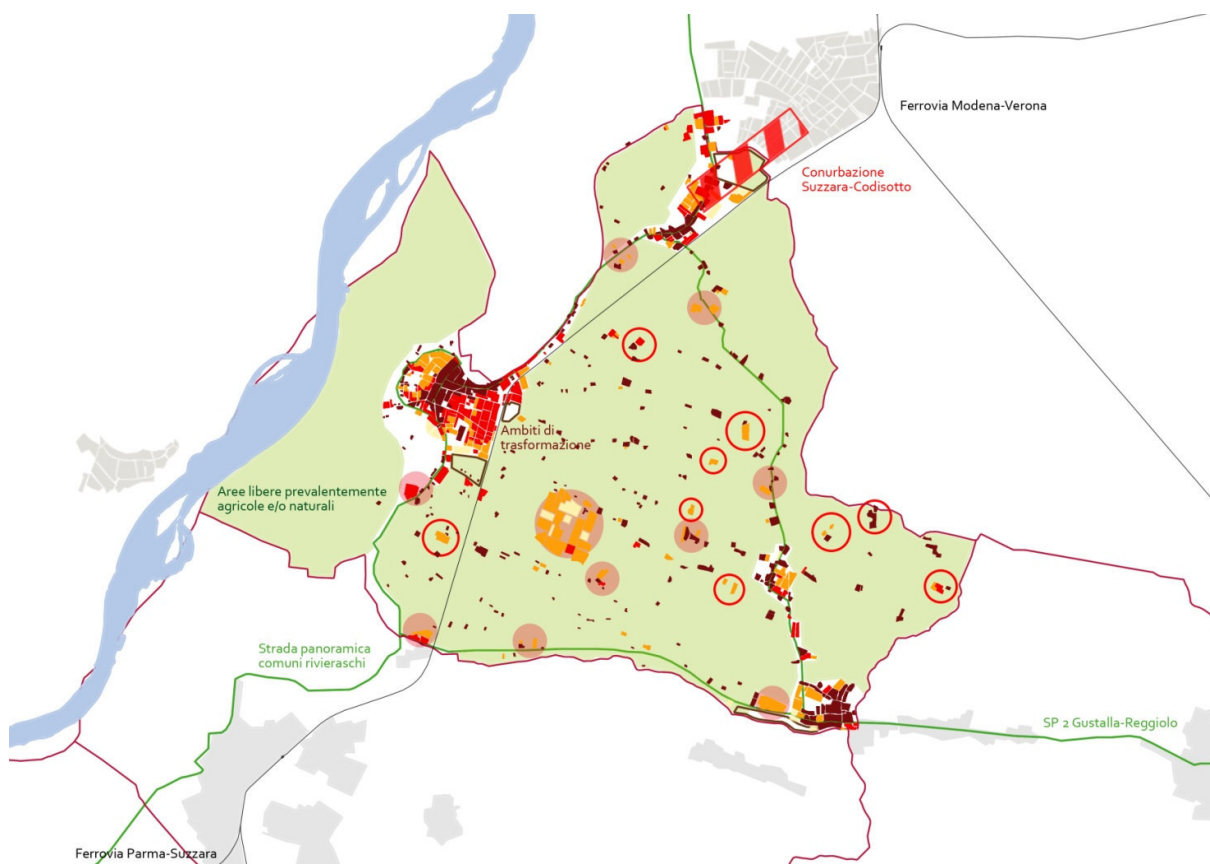 Ferrovia Modena-Verona
Conurbazione
Suzzara-Codisotto
Ambiti di
trasformazione
Aree libere prevalentemente
agricole e/o naturali
Strada panoramica
comuni rivieraschi
SP 2 Gustalla-Reggiolo
Ferrovia Parma-Suzzara